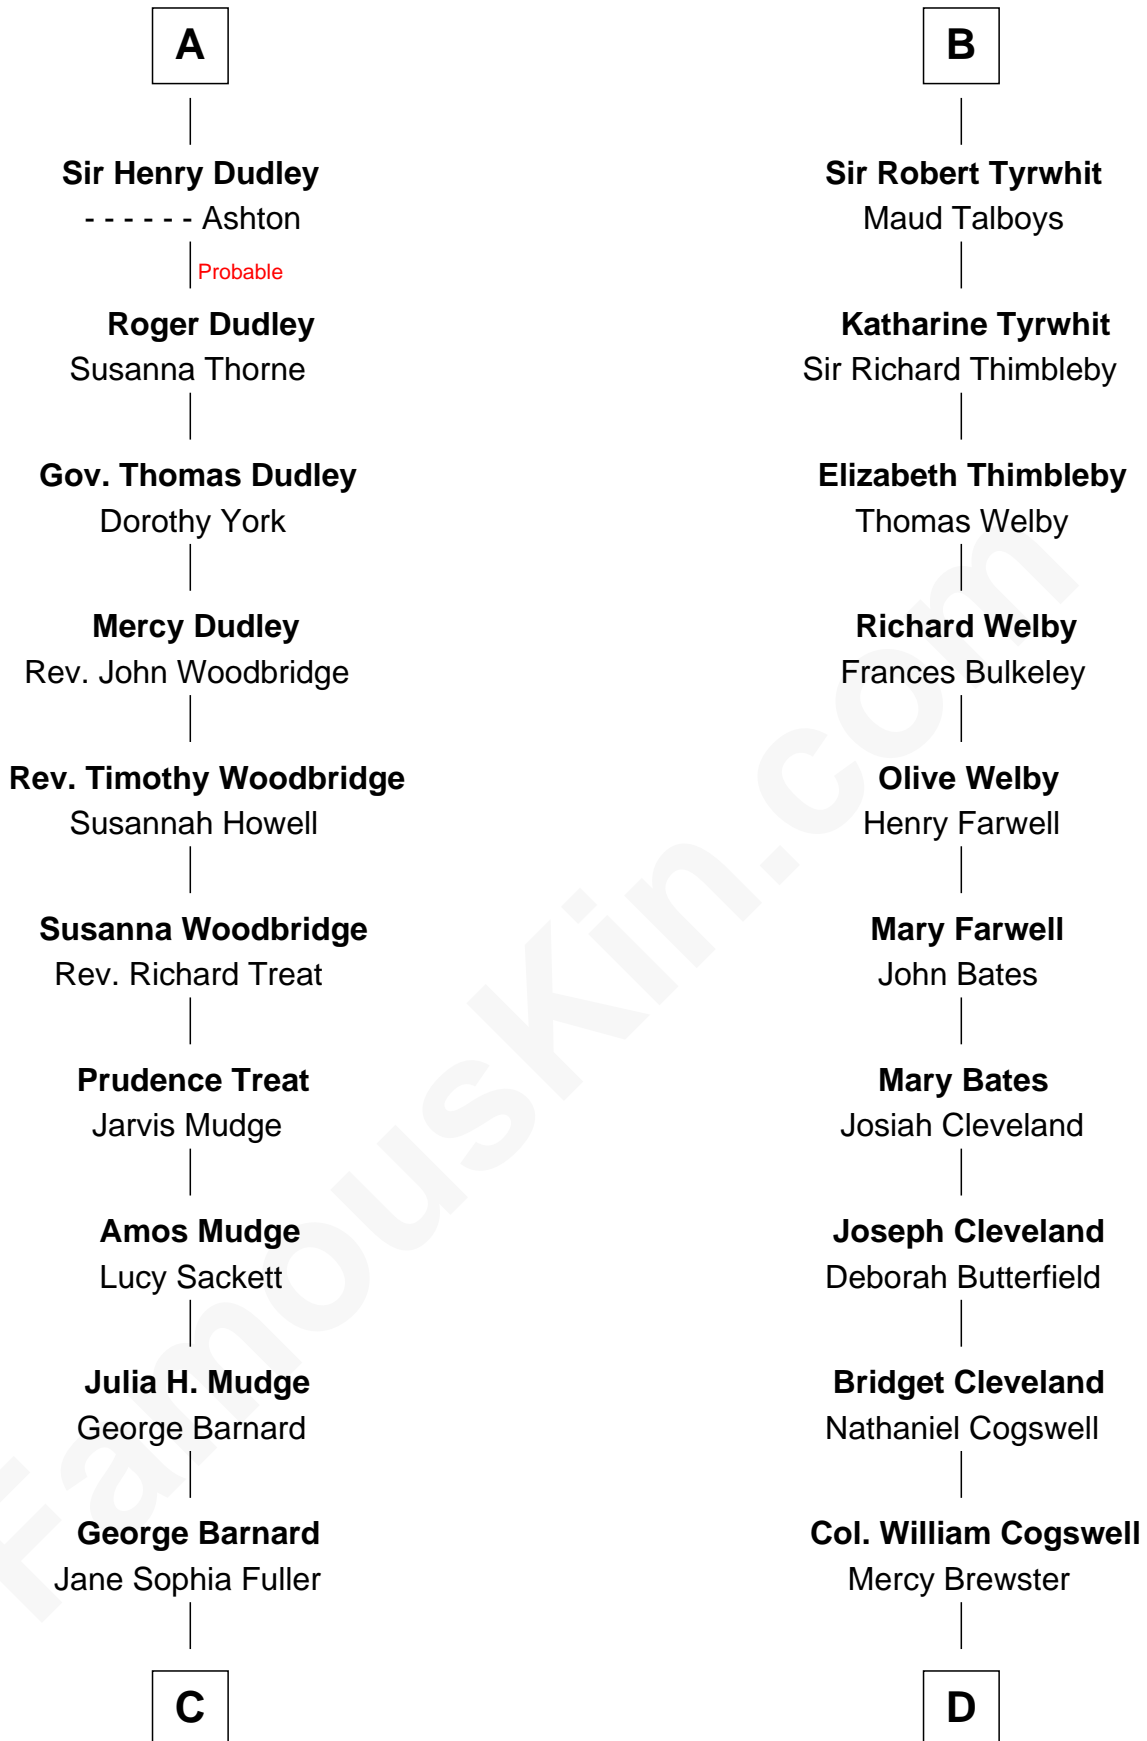 A
Sir Henry Dudley
- - - - - - Ashton
Probable
Roger Dudley
Susanna Thorne
Gov. Thomas Dudley
Dorothy York
Mercy Dudley
Rev. John Woodbridge
Rev. Timothy Woodbridge
Susannah Howell
Susanna Woodbridge
Rev. Richard Treat
Prudence Treat
Jarvis Mudge
Amos Mudge
Lucy Sackett
Julia H. Mudge
George Barnard
George Barnard
Jane Sophia Fuller
C
B
Sir Robert Tyrwhit
Maud Talboys
Katharine Tyrwhit
Sir Richard Thimbleby
Elizabeth Thimbleby
Thomas Welby
Richard Welby
Frances Bulkeley
Olive Welby
Henry Farwell
Mary Farwell
John Bates
Mary Bates
Josiah Cleveland
Joseph Cleveland
Deborah Butterfield
Bridget Cleveland
Nathaniel Cogswell
Col. William Cogswell
Mercy Brewster
D
FamousKin.com